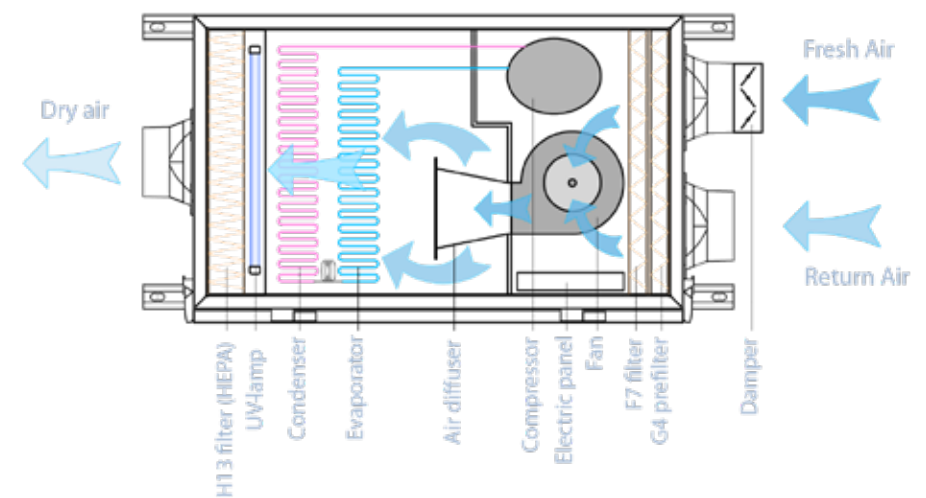 Fresh Air
Dry air
Return Air
H13 filter (HEPA)
UV-lamp
Condenser
Evaporator
Air diffuser
Compressor
Electric panel
Fan
F7 filter
G4 prefilter
Damper